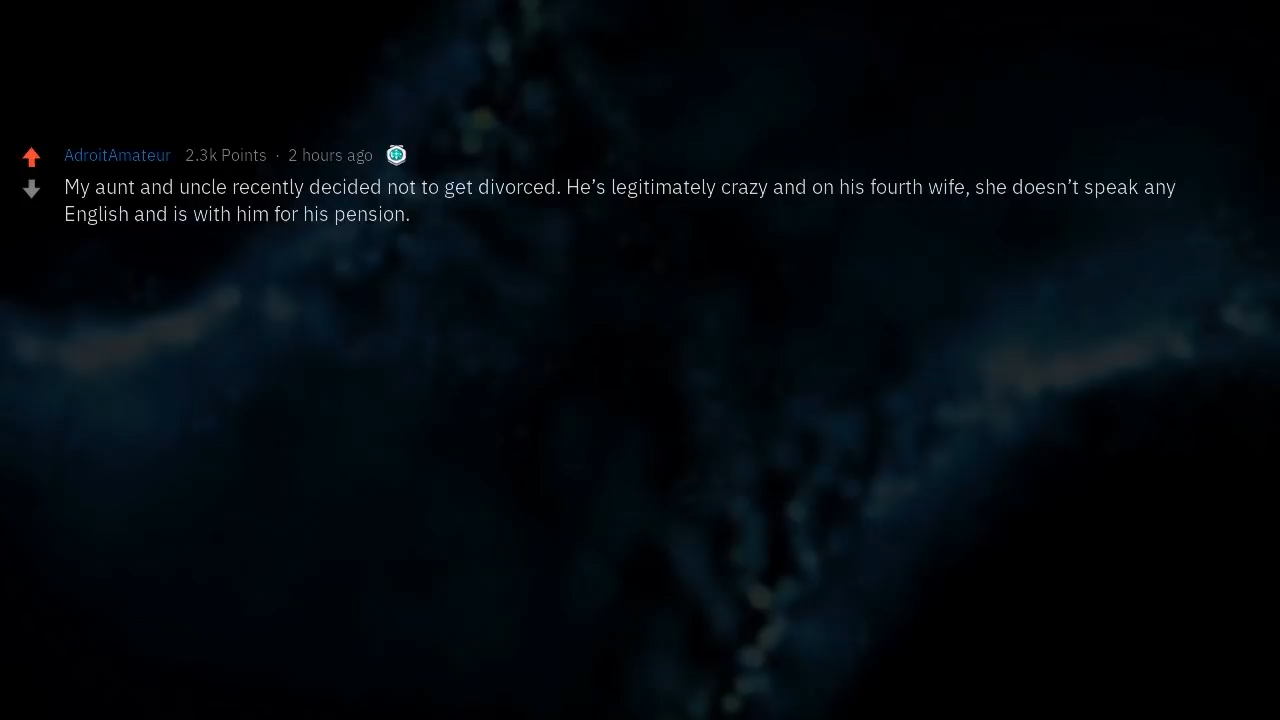 AdroitAmateur 2.3k Points · 2 hours ago
My aunt and uncle recently decided not to get divorced. He’s legitimately crazy and on his fourth wife, she doesn’t speak any
English and is with him for his pension.